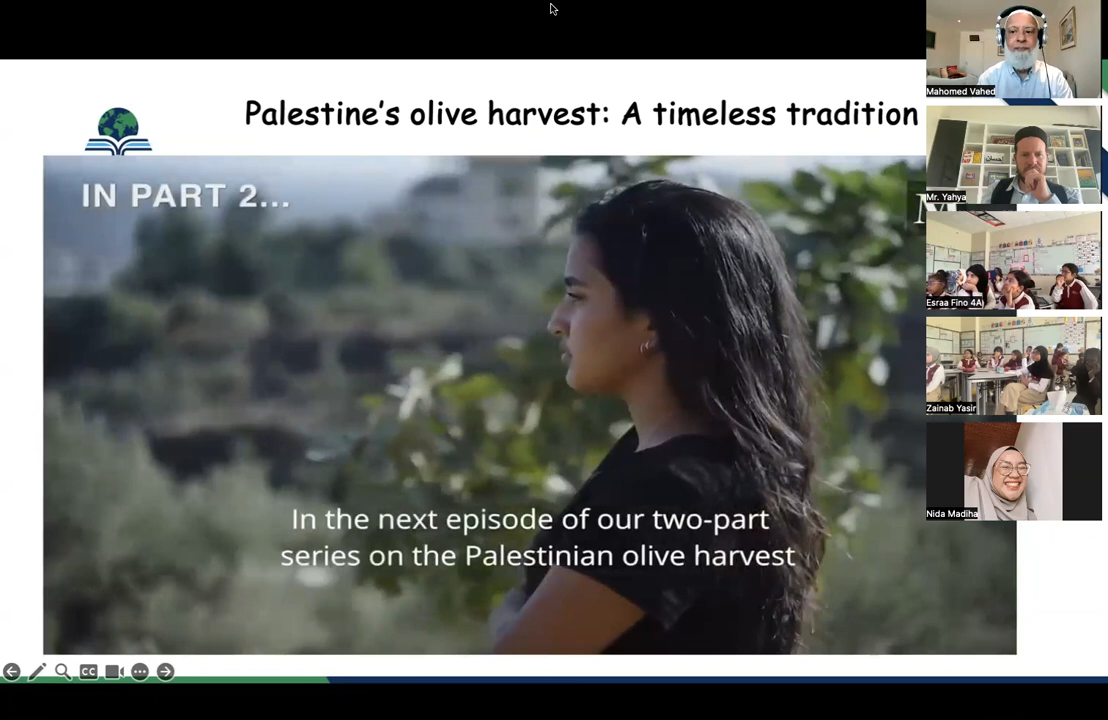 Palestine's olive harvest: A timeless tradition
IN PART 2...
In the next episode of our two-part
series on the Palestinian olive harvest
CC
Mahomed Vahed
Mr. Yahya
Esraa Fino 4A)
Zainab Yasir
Nida Madiha